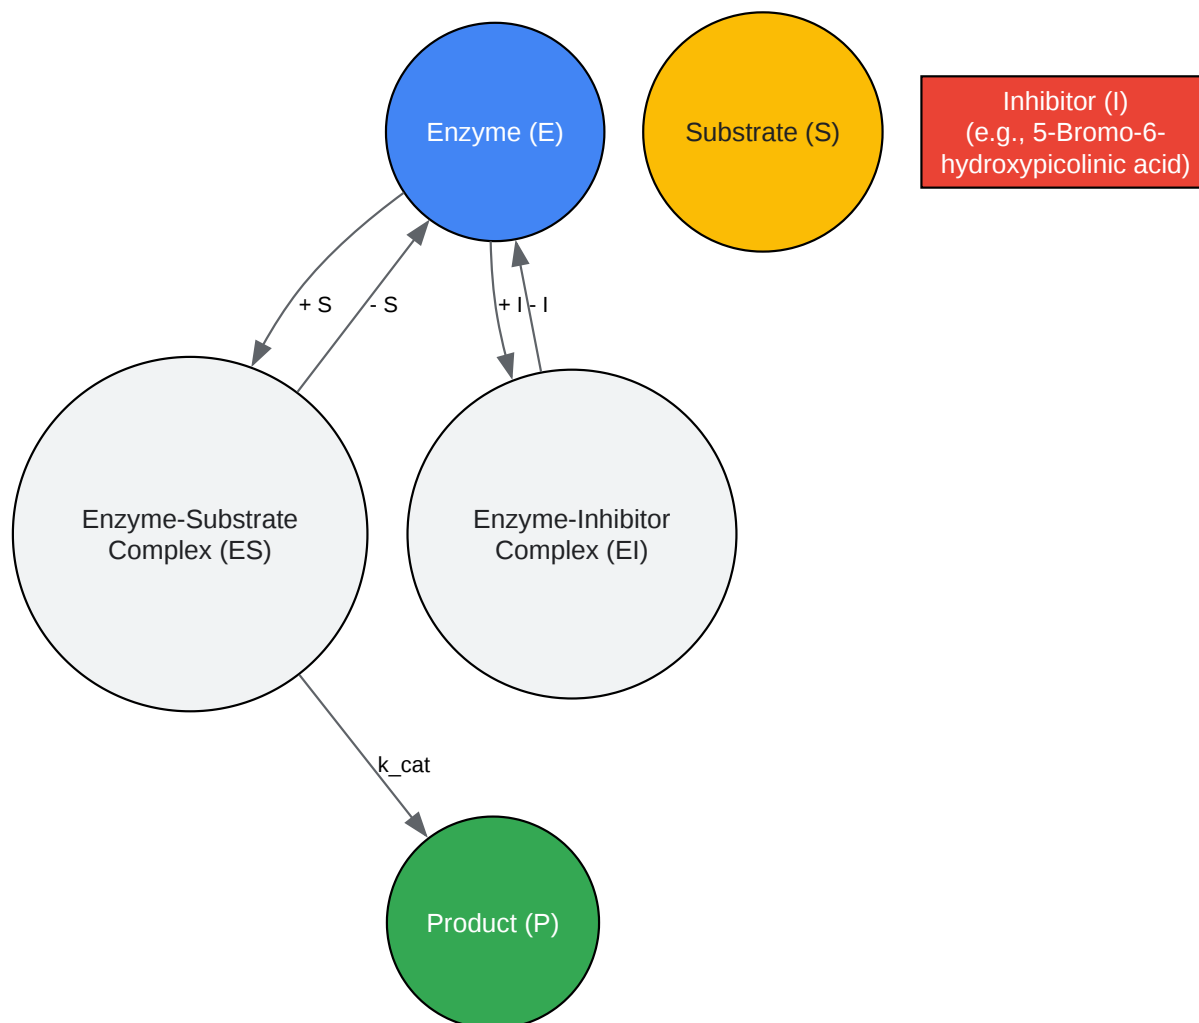 Enzyme (E)
Substrate (S)
Inhibitor (I)
(e.g., 5-Bromo-6-
hydroxypicolinic acid)
+ S
- S
+ I
- I
Enzyme-Substrate
Complex (ES)
Enzyme-Inhibitor
Complex (EI)
k_cat
Product (P)